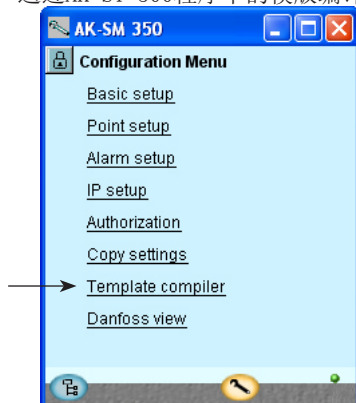 AK-SM 350
Configuration Menu
Basic setup
Point setup
Alarm setup
IP setup
Authorization
Copy settings
Template compiler
Danfoss view